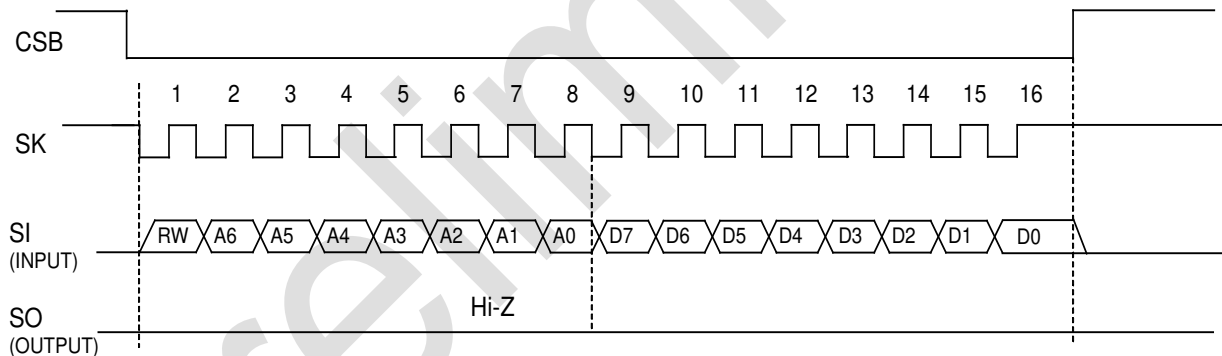 CSB
1 2 3 4 5 6 7 8 9 10 11 12 13 14 15 16
SK
SI
(INPUT)
RW A6 A5 A4 A3 A2 A1 A0 D7 D6 D5 D4 D3 D2 D1 D0
Hi-Z
SO
(OUTPUT)
elim